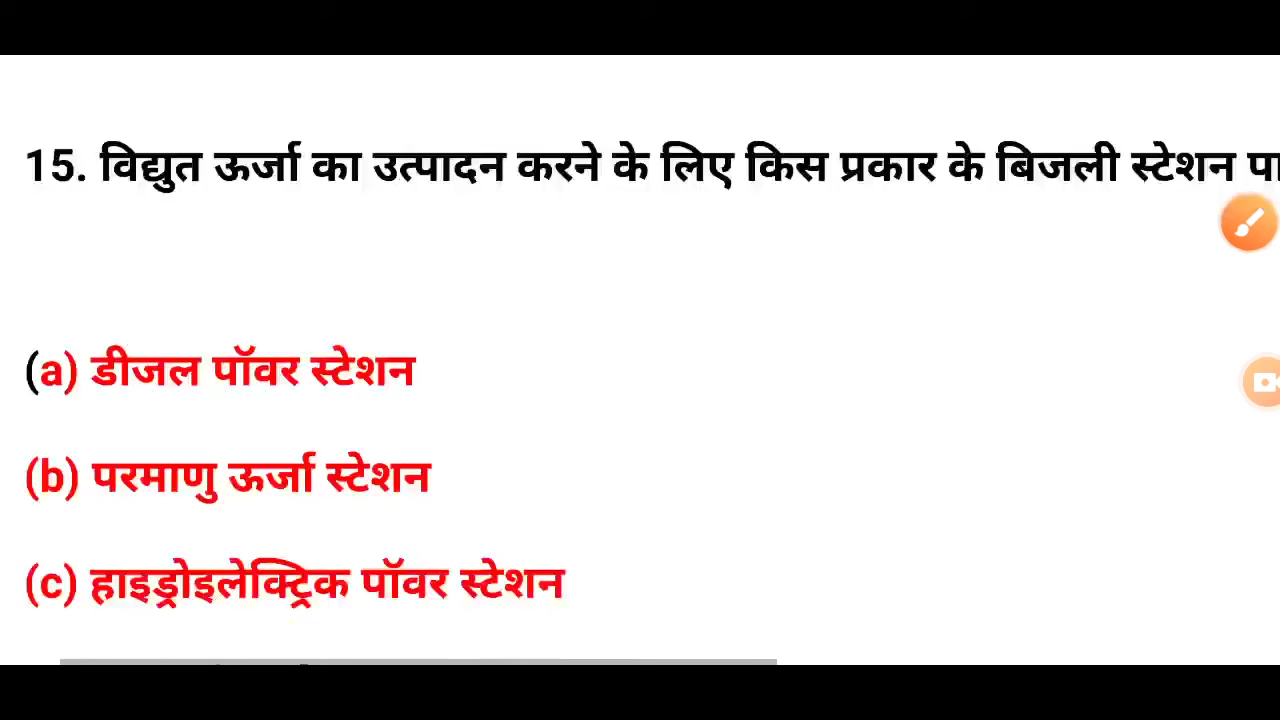 15. विद्युत ऊर्जा का उत्पादन करने के लिए किस प्रकार के बिजली स्टेशन
(a) डीजल पॉवर स्टेशन
(b) परमाणु ऊर्जा स्टेशन
(c) हाइड्रोइलेक्ट्रिक पॉवर स्टेशन